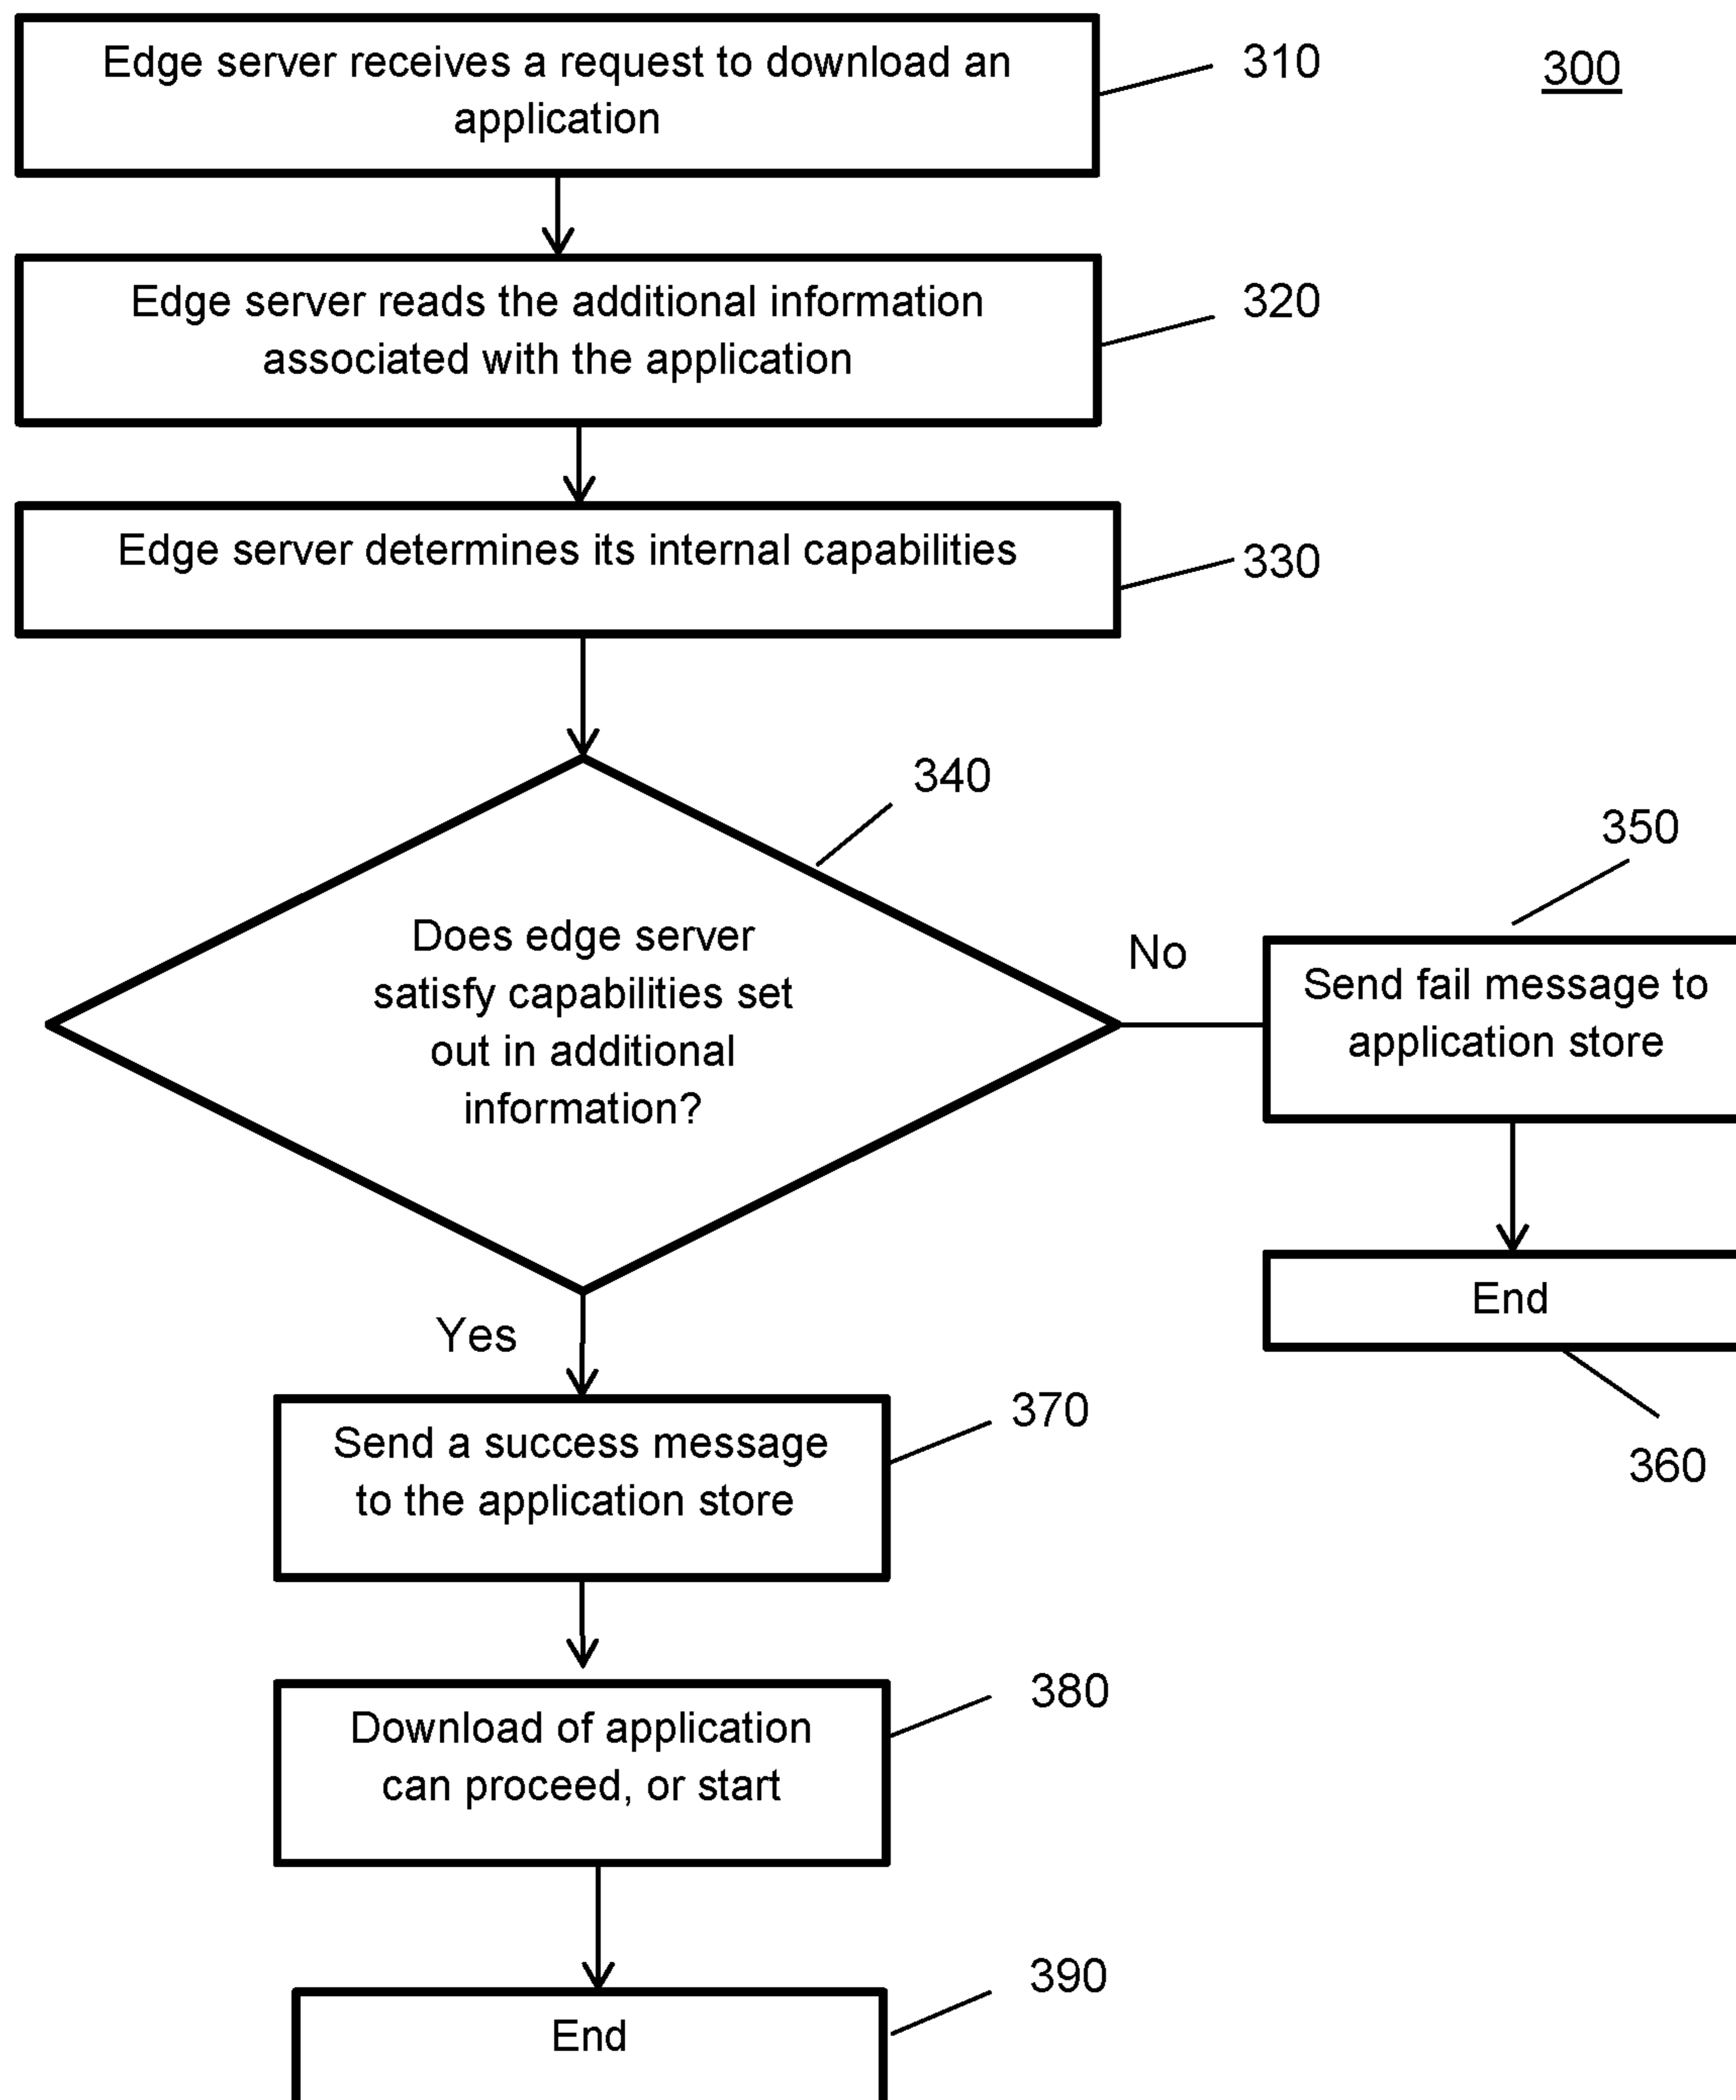 Edge server receives a request to download an
application
310
300
Edge server reads the additional information
associated with the application
320
Edge server determines its internal capabilities
330
340
Does edge server
satisfy capabilities set
out in additional
information?
No
350
Send fail message to
application store
End
360
Yes
Send a success message
to the application store
370
Download of application
can proceed, or start
380
End
390